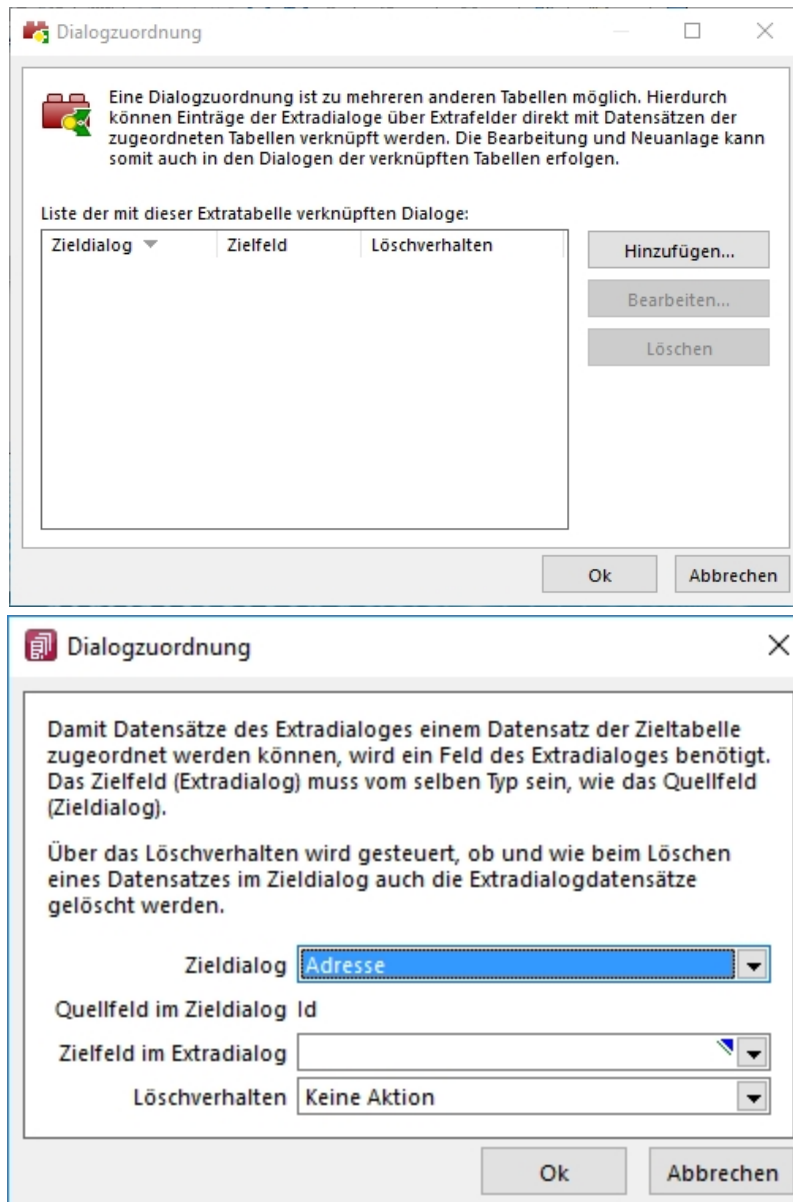 Dialogzuordnung
Eine Dialogzuordnung ist zu mehreren anderen Tabellen möglich. Hierdurch
können Einträge der Extradialoge über Extrafelder direkt mit Datensätzen der
zugeordneten Tabellen verknüpft werden. Die Bearbeitung und Neuanlage kann
somit auch in den Dialogen der verknüpften Tabellen erfolgen.
Liste der mit dieser Extratabelle verknüpften Dialoge:
Zieldialog Zielfeld Löschverhalten
Hinzufügen...
Bearbeiten...
Löschen
Ok Abbrechen
Dialogzuordnung
Damit Datensätze des Extradialoges einem Datensatz der Zieltabelle
zugeordnet werden können, wird ein Feld des Extradialoges benötigt.
Das Zielfeld (Extradialog) muss vom selben Typ sein, wie das Quellfeld
(Zieldialog).
Über das Löschverhalten wird gesteuert, ob und wie beim Löschen
eines Datensatzes im Zieldialog auch die Extradialogdatensätze
gelöscht werden.
Zieldialog Adresse
Quellfeld im Zieldialog Id
Zielfeld im Extradialog
Löschverhalten Keine Aktion
Ok Abbrechen